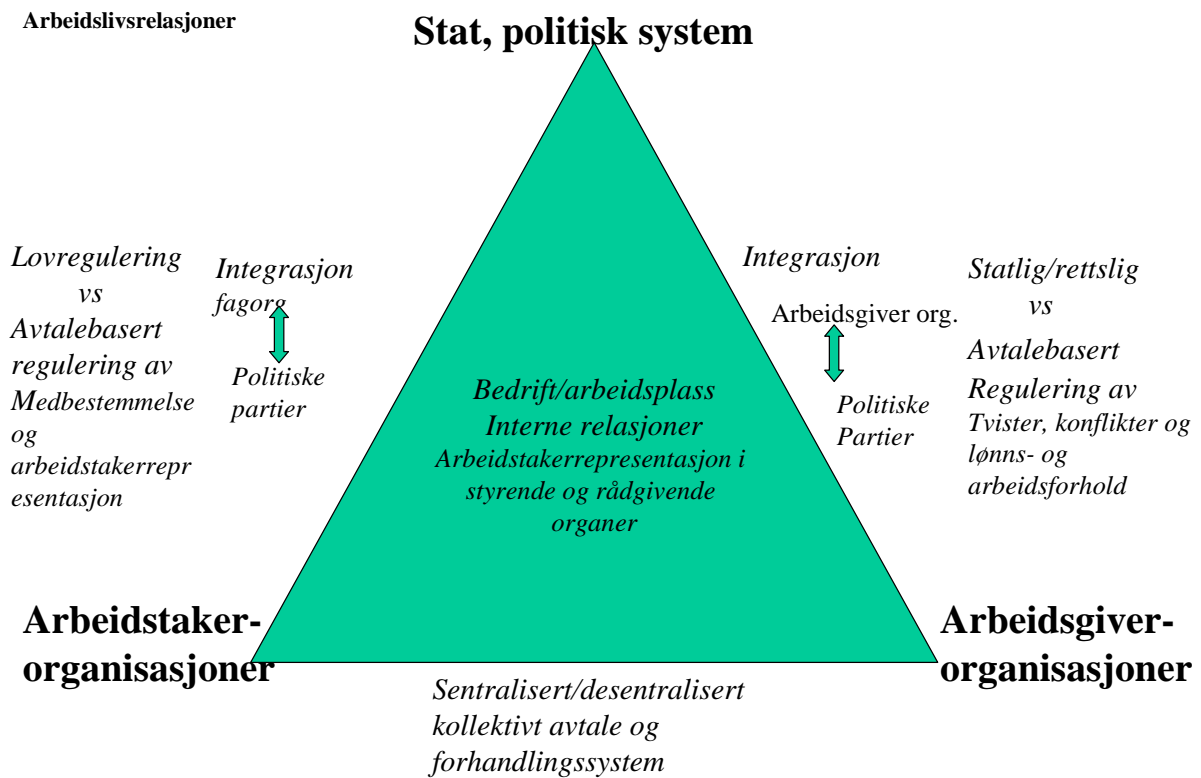 Arbeidslivsrelasjoner
Stat, politisk system
Lovregulering
vs
Avtalebasert
regulering av
Medbestemmelse
og
arbeidstakerrepr
esentasjon
Integrasjon
fagorg
Politiske
partier
Bedrift/arbeidsplass
Interne relasjoner
Arbeidstakerrepresentasjon i
styrende og rådgivende
organer
Integrasjon
Arbeidsgiver org.
Politiske
Partier
Statlig/rettslig
vs
Avtalebasert
Regulering av
Tvister, konflikter og
lønns- og
arbeidsforhold
Arbeidstaker-
organisasjoner
Arbeidsgiver-
organisasjoner
Sentralisert/desentralisert
kollektivt avtale og
forhandlingssystem